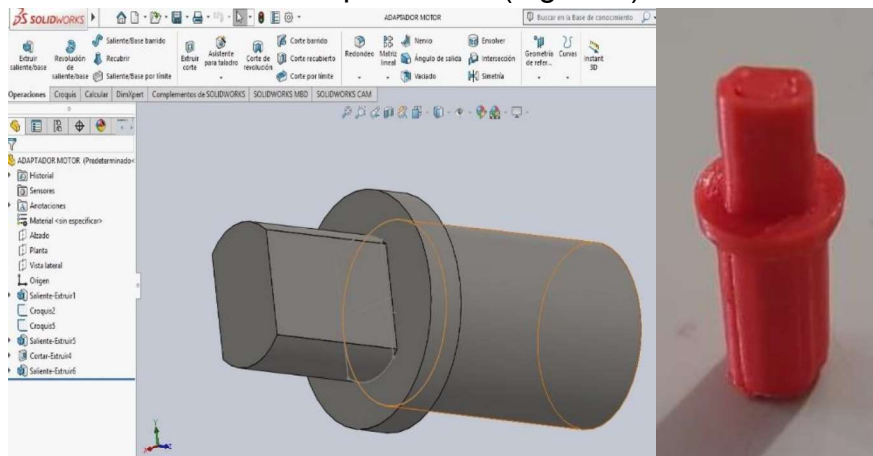 SOLIDWORKS
ADAPTADOR MOTOR
Buscar en la Base de conocimiento
Extruir saliente/base
Revolución de saliente/base
Saliente/Base barrido
Recubrir
Saliente/Base por límite
Extruir corte
Asistente para taladro
Corte de revolución
Corte barrido
Corte recubierto
Corte por límite
Redondeo
Matriz lineal
Nervio
Ángulo de salida
Vaciado
Envolver
Intersección
Simetría
Geometría de refer...
Curvas
Instant 3D
Operaciones Croquis Calcular DimXpert Complementos de SOLIDWORKS SOLIDWORKS MBD SOLIDWORKS CAM
ADAPTADOR MOTOR (Predeterminado<
Historial
Sensores
Anotaciones
Material <sin especificar>
Alzado
Planta
Vista lateral
Origen
Saliente-Extruir1
Croquis2
Croquis5
Saliente-Extruir5
Cortar-Extruir4
Saliente-Extruir6